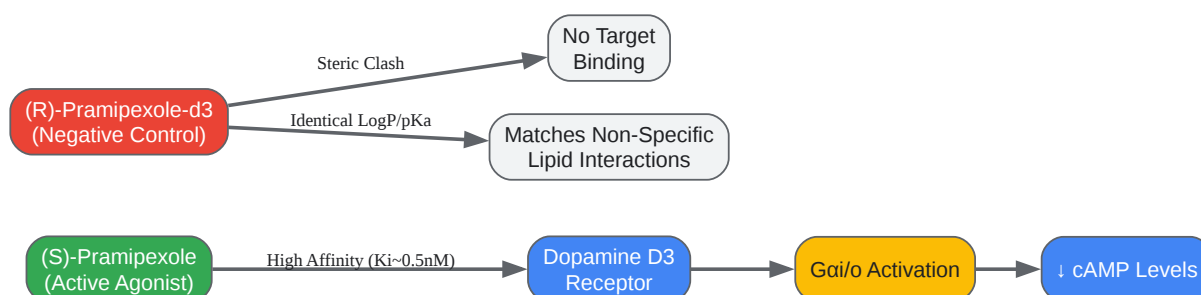 No Target
Binding
Steric Clash
(R)-Pramipexole-d3
(Negative Control)
Identical LogP/pKa
Matches Non-Specific
Lipid Interactions
(S)-Pramipexole
(Active Agonist)
High Affinity (Ki~0.5nM)
Dopamine D3
Receptor
Gαi/o Activation
↓ cAMP Levels